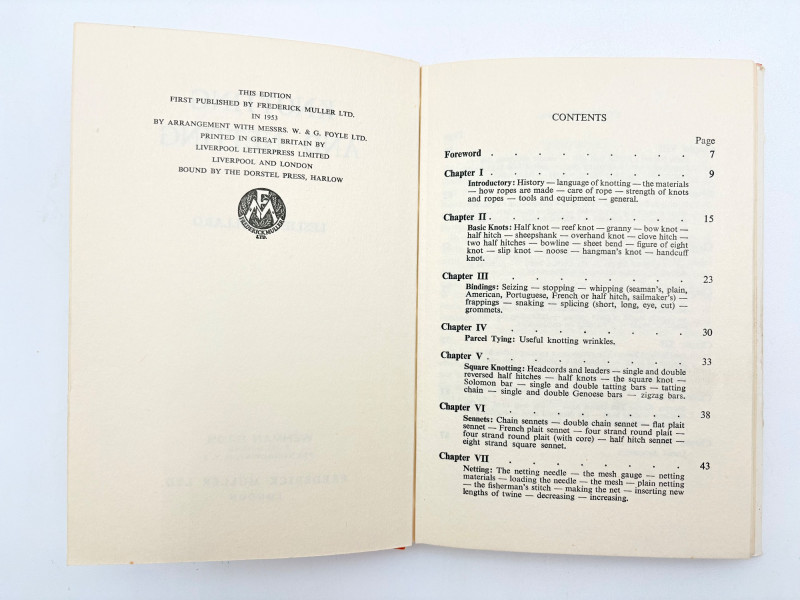 THIS EDITION
FIRST PUBLISHED BY FREDERICK MULLER LTD.
IN 1953
BY ARRANGEMENT WITH MESSRS. W. & G. FOYLE LTD.
PRINTED IN GREAT BRITAIN BY
LIVERPOOL LETTERPRESS LIMITED
LIVERPOOL AND LONDON
BOUND BY THE DORSTEL PRESS, HARLOW
FREDERICK MULLER
LTD.
CONTENTS
Page
Foreword . . . . . . . . 7
Chapter I . . . . . . . . 9
Introductory: History — language of knotting — the materials
— how ropes are made — care of rope — strength of knots
and ropes — tools and equipment — general.
Chapter II . . . . . . . . 15
Basic Knots: Half knot — reef knot — granny — bow knot —
half hitch — sheepshank — overhand knot — clove hitch —
two half hitches — bowline — sheet bend — figure of eight
knot — slip knot — noose — hangman's knot — handcuff
knot.
Chapter III . . . . . . . 23
Bindings: Seizing — stopping — whipping (seaman's, plain,
American, Portuguese, French or half hitch, sailmaker's) —
frappings — snaking — splicing (short, long, eye, cut) —
grommets.
Chapter IV . . . . . . . 30
Parcel Tying: Useful knotting wrinkles.
Chapter V . . . . . . . . 33
Square Knotting: Headcords and leaders — single and double
reversed half hitches — half knots — the square knot —
Solomon bar — single and double tatting bars — tatting
chain — single and double Genoese bars — zigzag bars.
Chapter VI . . . . . . . 38
Sennets: Chain sennets — double chain sennet — flat plait
sennet — French plait sennet — four strand round plait —
four strand round plait (with core) — half hitch sennet —
eight strand square sennet.
Chapter VII . . . . . . . 43
Netting: The netting needle — the mesh gauge — netting
materials — loading the needle — the mesh — plain netting
— the fisherman's stitch — making the net — inserting new
lengths of twine — decreasing — increasing.